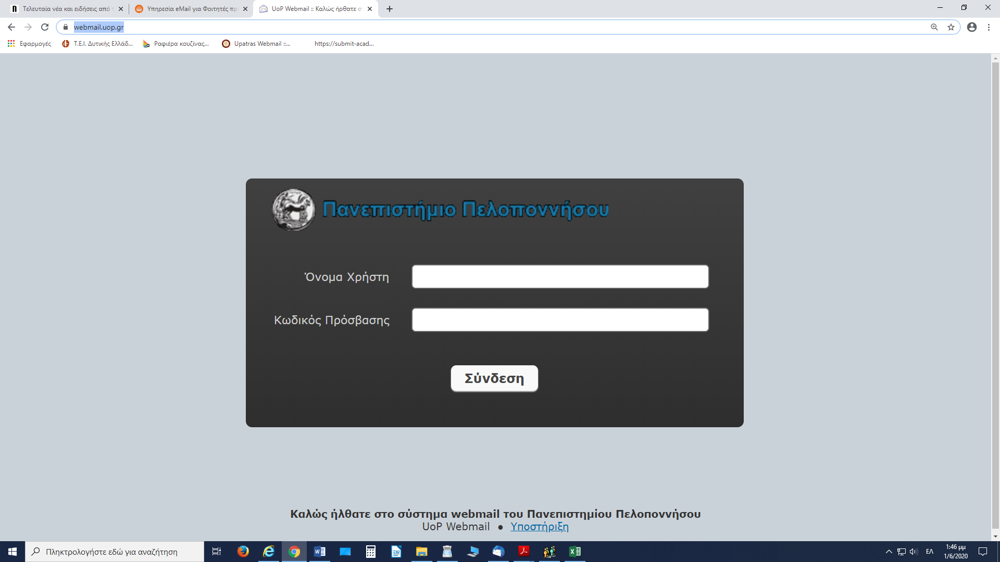 Τελευταία νέα και ειδήσεις από τ
Υπηρεσία eMail για Φοιτητές πρ
UoP Webmail :: Καλώς ήρθατε στ
webmail.uop.gr
Εφαρμογές
Τ.Ε.Ι. Δυτικής Ελλάδ...
Ραφιέρα κουζίνας...
Upatras Webmail ::...
https://submit-acad...
Πανεπιστήμιο Πελοποννήσου
Όνομα Χρήστη
Κωδικός Πρόσβασης
Σύνδεση
Καλώς ήλθατε στο σύστημα webmail του Πανεπιστημίου Πελοποννήσου
UoP Webmail ● Υποστήριξη
Πληκτρολογήστε εδώ για αναζήτηση
ΕΛ
1:46 μμ
1/6/2020